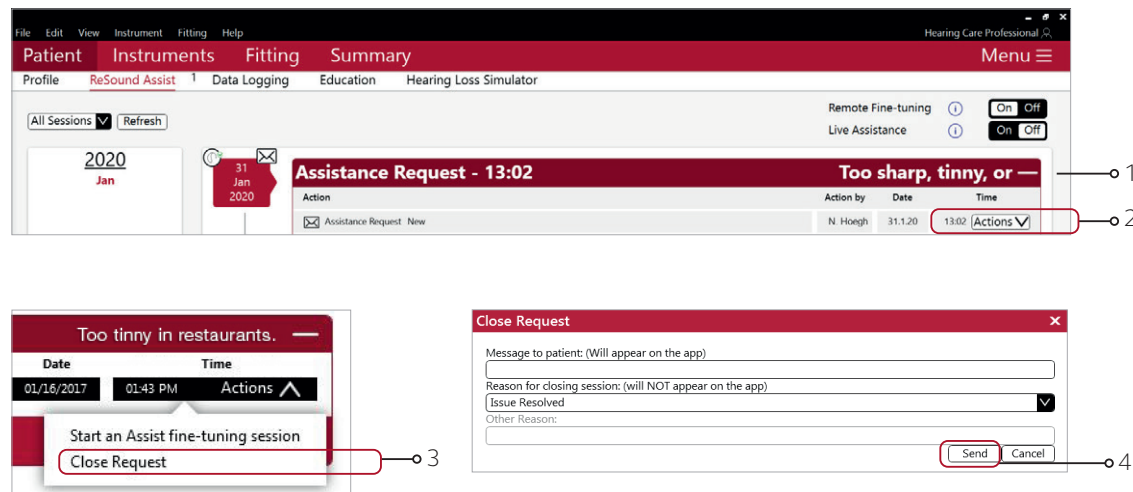 File Edit View Instrument Fitting Help Hearing Care Professional
Patient Instruments Fitting Summary Menu
Profile ReSound Assist 1 Data Logging Education Hearing Loss Simulator
All Sessions Refresh
Remote Fine-tuning i On Off
Live Assistance i On Off
2020
Jan
31
Jan
2020
Assistance Request - 13:02 Too sharp, tinny, or
Action Action by Date Time
Assistance Request New N. Hoegh 31.1.20 13:02 Actions
1
2
Too tinny in restaurants.
Date Time
01/16/2017 01:43 PM Actions
Start an Assist fine-tuning session
Close Request
3
Close Request
Message to patient: (Will appear on the app)
Reason for closing session: (will NOT appear on the app)
Issue Resolved
Other Reason:
Send Cancel
4